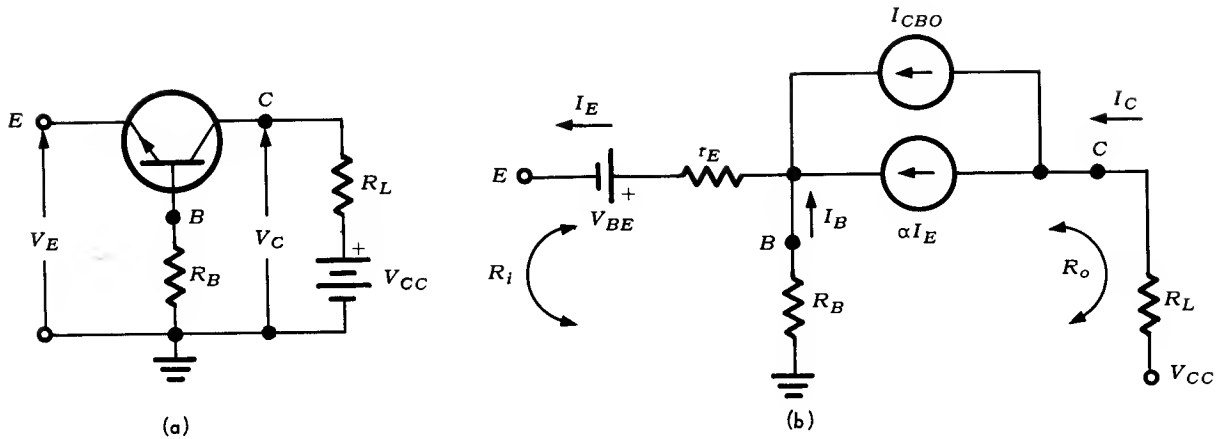 E
C
R_L
B
V_E
V_C
R_B
+
V_CC
(a)
I_CBO
I_E
I_C
r_E
C
E
+
V_BE
I_B
αI_E
B
R_i
R_B
R_o
R_L
V_CC
(b)